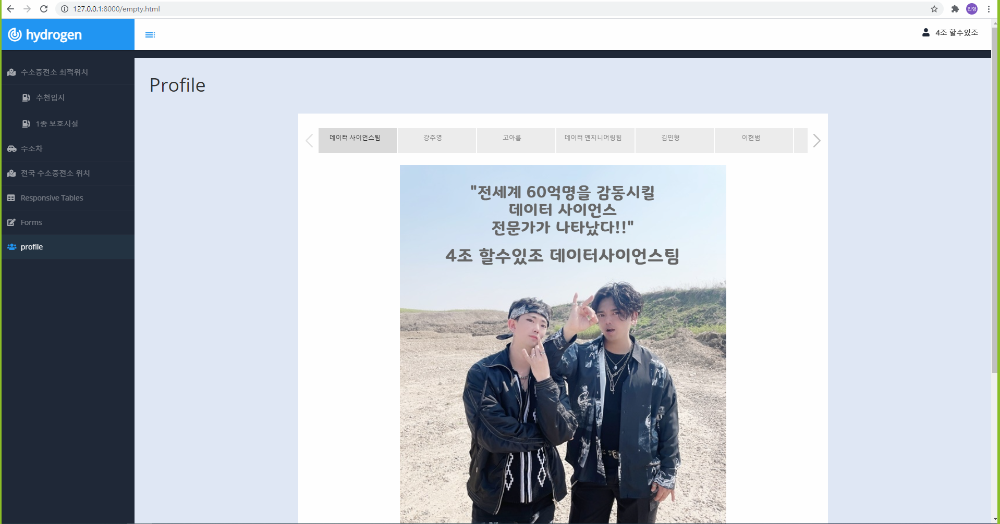 127.0.0.1:8000/empty.html
민형
hydrogen
4조 할수있조
수소충전소 최적위치
추천입지
1종 보호시설
수소차
전국 수소충전소 위치
Responsive Tables
Forms
profile
Profile
데이터 사이언스팀
강주영
고아름
데이터 엔지니어링팀
김민형
이현범
"전세계 60억명을 감동시킬
데이터 사이언스
전문가가 나타났다!!"
4조 할수있조 데이터사이언스팀